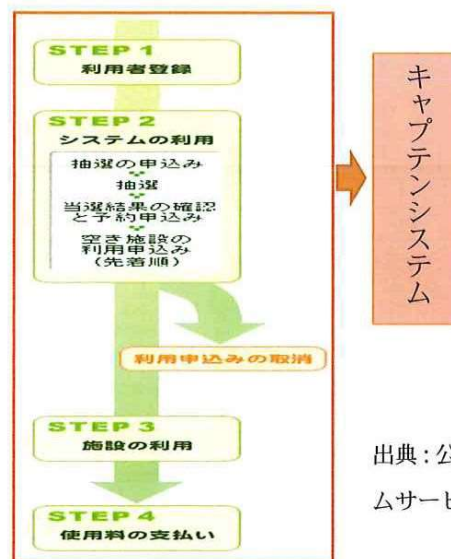 STEP 1
利用者登録
STEP 2
システムの利用
抽選の申込み
抽選
当選結果の確認
と予約申込み
空き施設の
利用申込み
(先着順)
利用申込みの取消
STEP 3
施設の利用
STEP 4
使用料の支払い
キャプテンシステム
出典：公
ムサービ